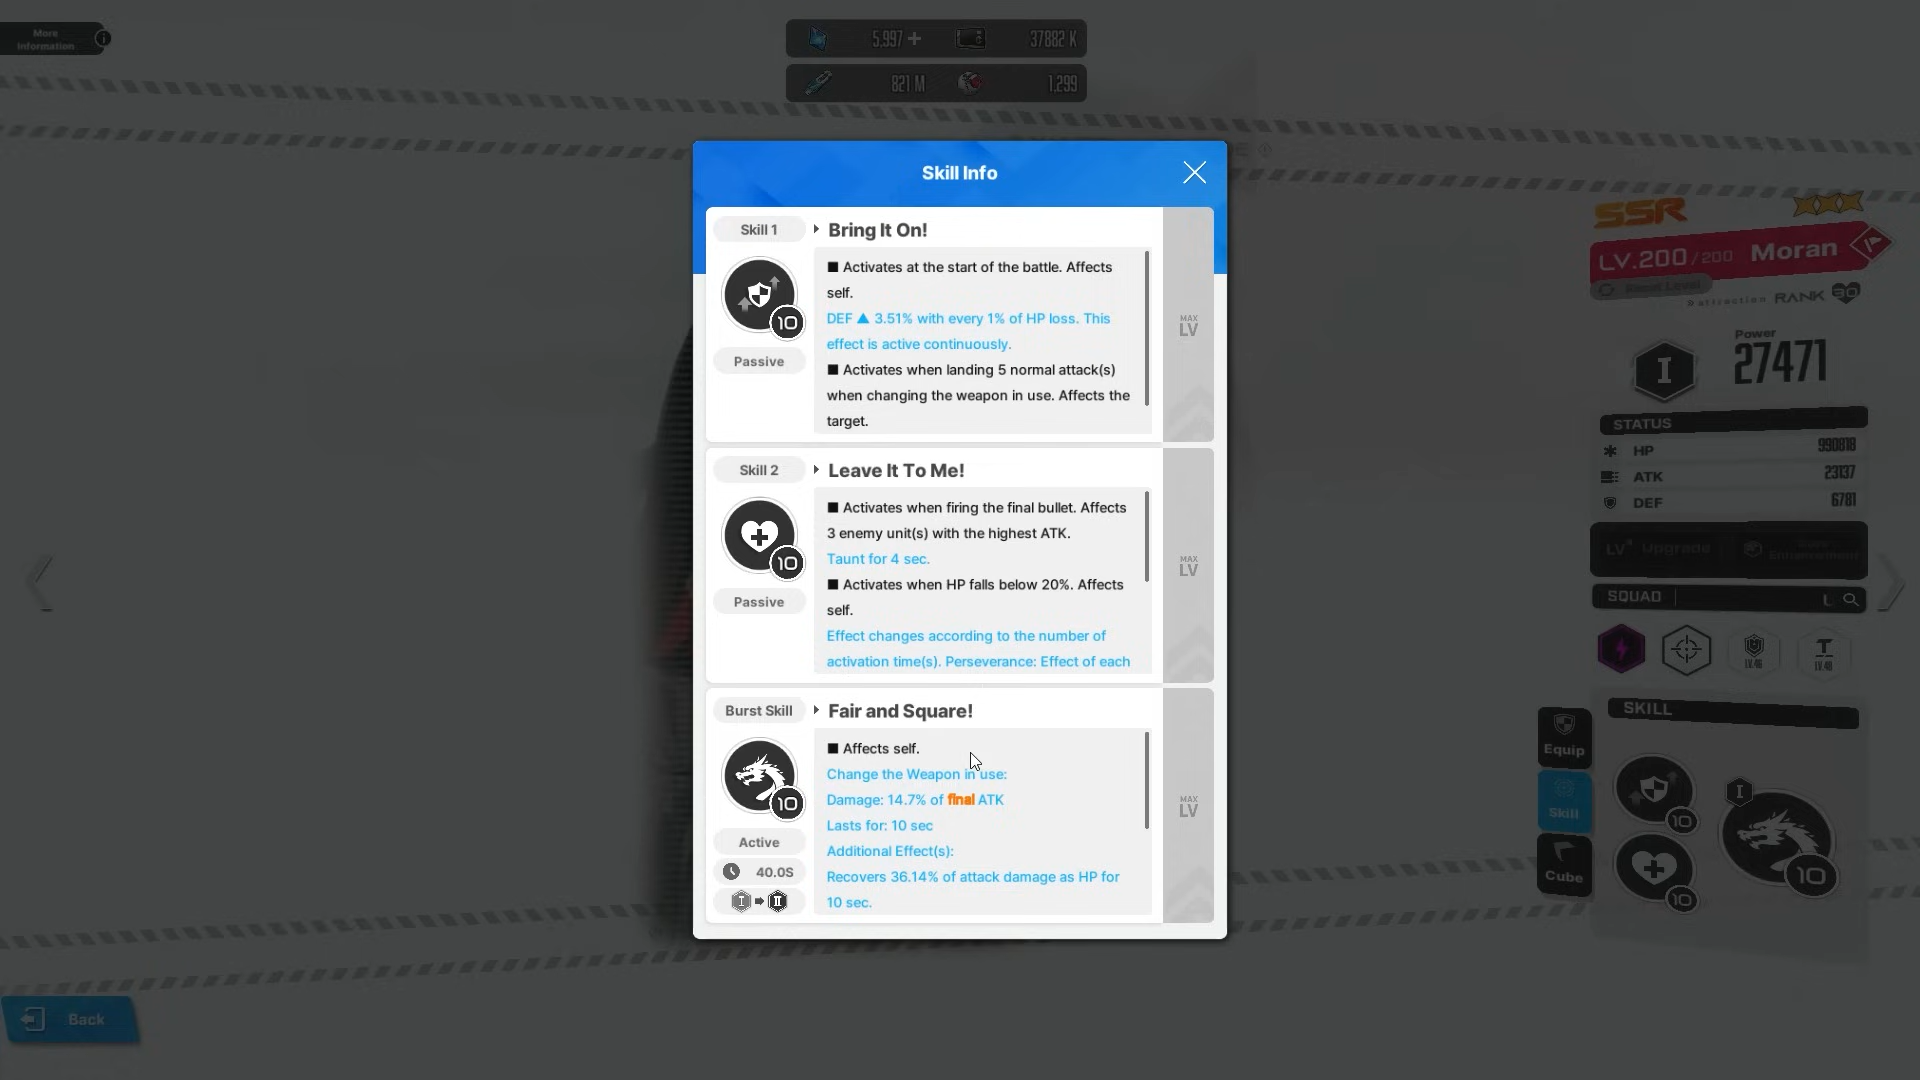 More
Information
5,997
37882 K
821 M
1,299
Skill Info
Skill 1
Bring It On!
■ Activates at the start of the battle. Affects
self.
DEF ▲ 3.51% with every 1% of HP loss. This
effect is active continuously.
■ Activates when landing 5 normal attack(s)
when changing the weapon in use. Affects the
target.
10
Passive
MAX
LV
Skill 2
Leave It To Me!
■ Activates when firing the final bullet. Affects
3 enemy unit(s) with the highest ATK.
Taunt for 4 sec.
■ Activates when HP falls below 20%. Affects
self.
Effect changes according to the number of
activation time(s). Perseverance: Effect of each
10
Passive
MAX
LV
Burst Skill
Fair and Square!
■ Affects self.
Change the Weapon in use:
Damage: 14.7% of final ATK
Lasts for: 10 sec
Additional Effect(s):
Recovers 36.14% of attack damage as HP for
10 sec.
10
Active
40.0S
I II
MAX
LV
SSR
LV.200/200 Moran
Reset Level
attraction RANK 30
Power
27471
I
STATUS
HP 990818
ATK 23137
DEF 6781
LV Upgrade
Enhancement
SQUAD
SKILL
Equip
Skill
Cube
I
10
10
10
Back